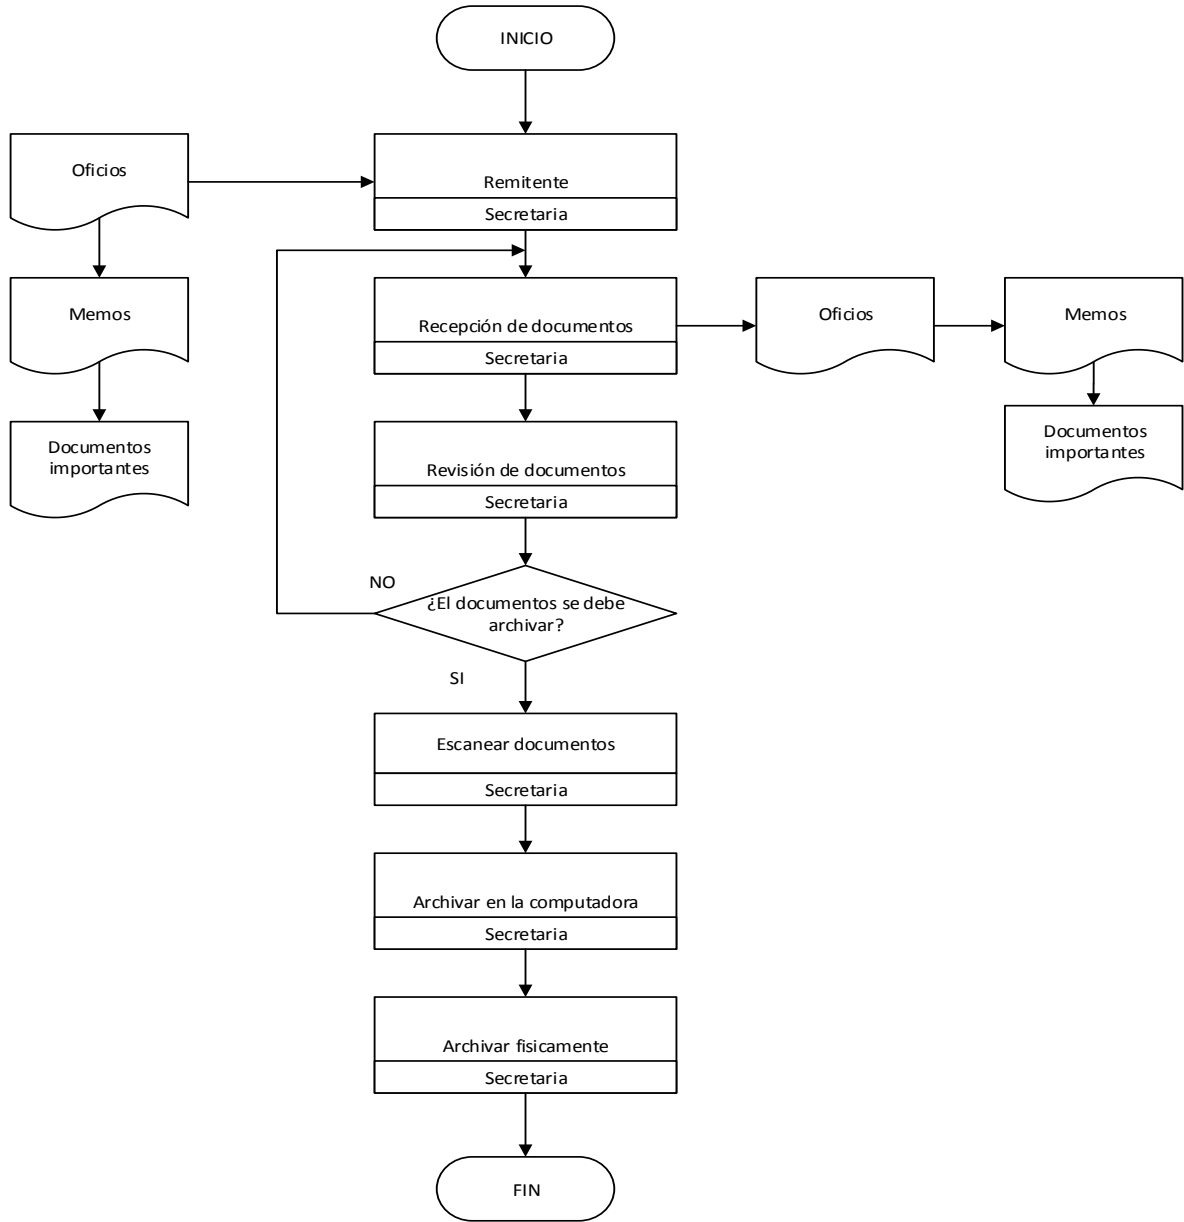 INICIO
Oficios
Remitente
Secretaria
Memos
Recepción de documentos
Secretaria
Oficios
Memos
Documentos
importantes
Revisión de documentos
Secretaria
Documentos
importantes
NO
¿El documentos se debe
archivar?
SI
Escanear documentos
Secretaria
Archivar en la computadora
Secretaria
Archivar fisicamente
Secretaria
FIN